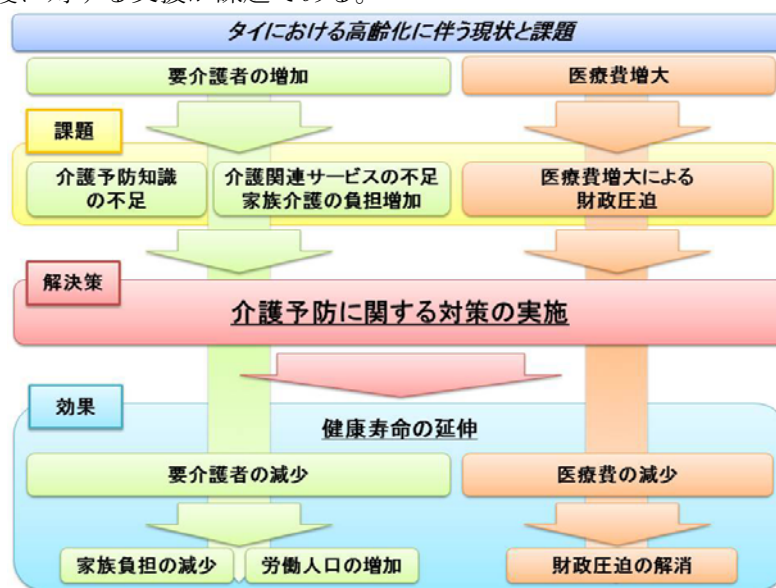 タイにおける高齢化に伴う現状と課題
要介護者の増加
医療費増大
課題
介護予防知識
の不足
介護関連サービスの不足
家族介護の負担増加
医療費増大による
財政圧迫
解決策
介護予防に関する対策の実施
効果
健康寿命の延伸
要介護者の減少
医療費の減少
家族負担の減少
労働人口の増加
財政圧迫の解消